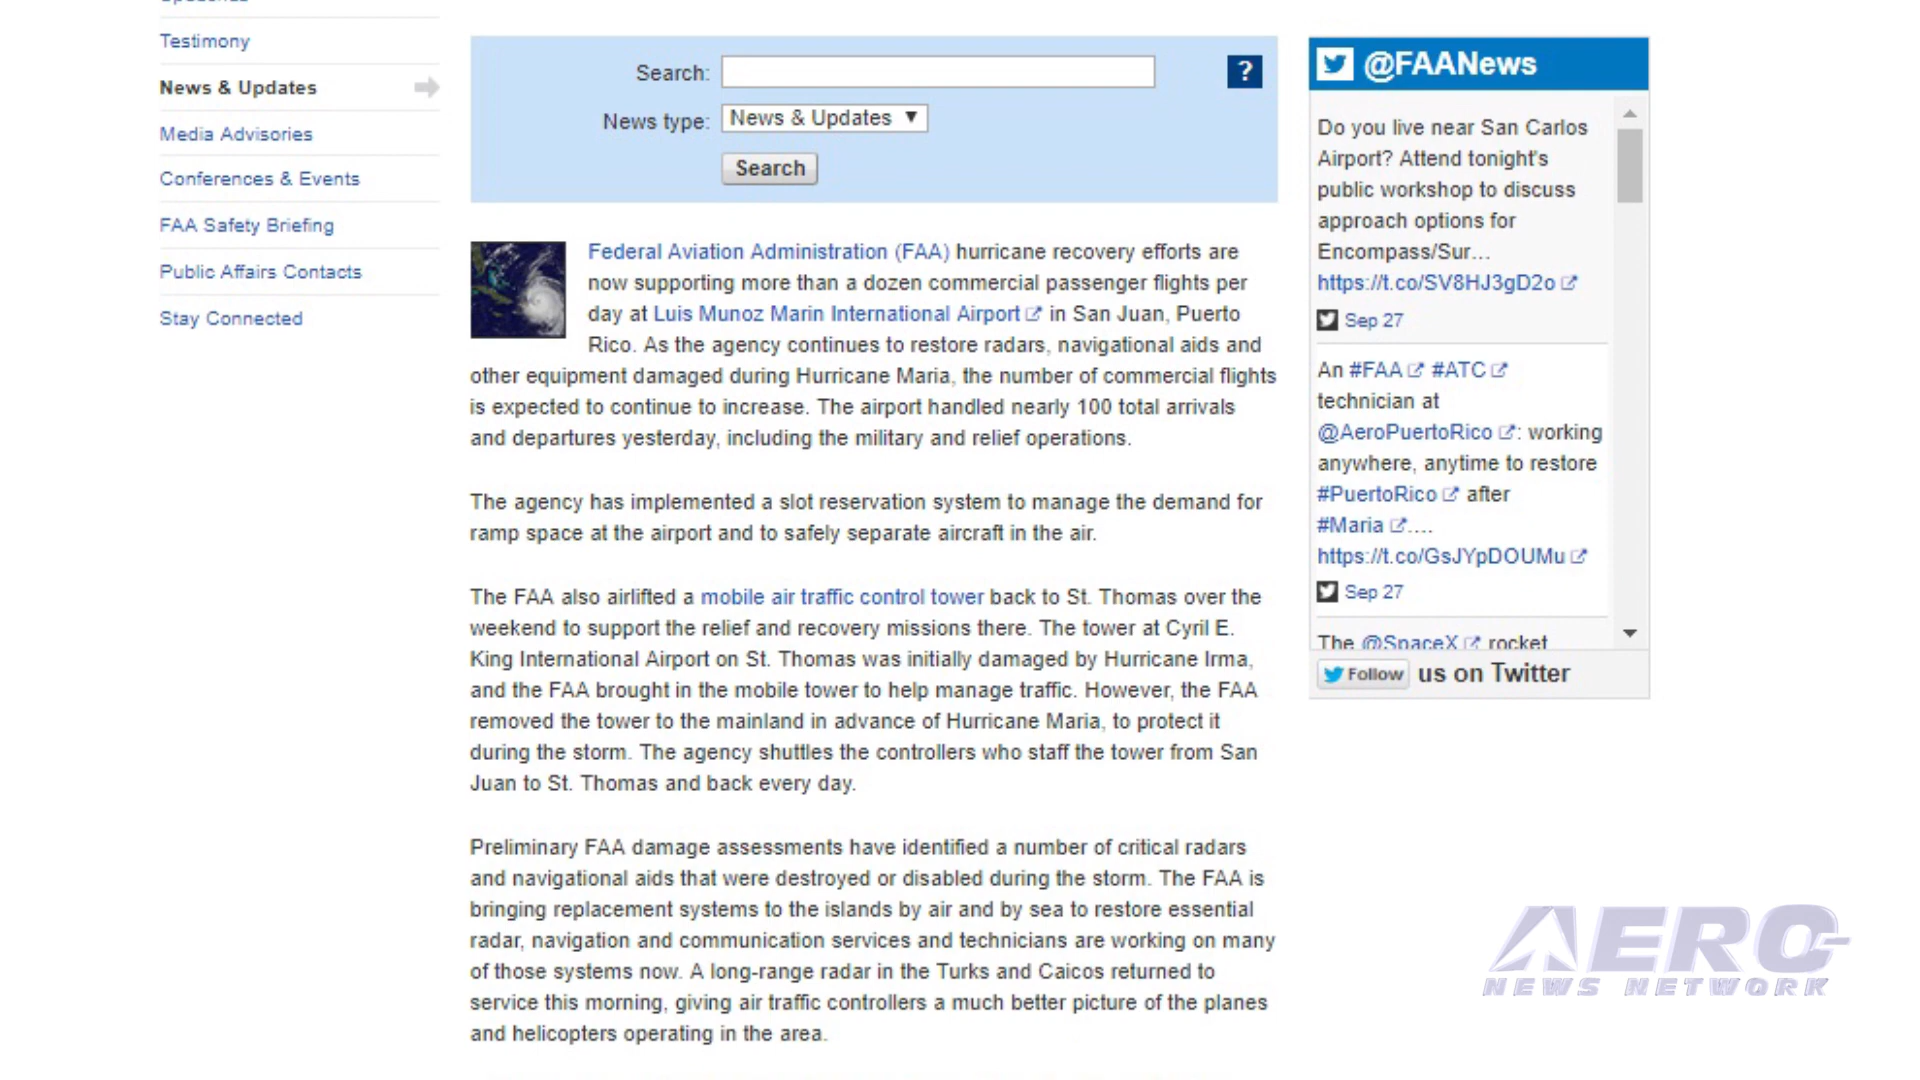 Testimony
News & Updates
Media Advisories
Conferences & Events
FAA Safety Briefing
Public Affairs Contacts
Stay Connected
Search:
?
News type: News & Updates ▼
Search
Federal Aviation Administration (FAA) hurricane recovery efforts are
now supporting more than a dozen commercial passenger flights per
day at Luis Munoz Marin International Airport in San Juan, Puerto
Rico. As the agency continues to restore radars, navigational aids and
other equipment damaged during Hurricane Maria, the number of commercial flights
is expected to continue to increase. The airport handled nearly 100 total arrivals
and departures yesterday, including the military and relief operations.
The agency has implemented a slot reservation system to manage the demand for
ramp space at the airport and to safely separate aircraft in the air.
The FAA also airlifted a mobile air traffic control tower back to St. Thomas over the
weekend to support the relief and recovery missions there. The tower at Cyril E.
King International Airport on St. Thomas was initially damaged by Hurricane Irma,
and the FAA brought in the mobile tower to help manage traffic. However, the FAA
removed the tower to the mainland in advance of Hurricane Maria, to protect it
during the storm. The agency shuttles the controllers who staff the tower from San
Juan to St. Thomas and back every day.
Preliminary FAA damage assessments have identified a number of critical radars
and navigational aids that were destroyed or disabled during the storm. The FAA is
bringing replacement systems to the islands by air and by sea to restore essential
radar, navigation and communication services and technicians are working on many
of those systems now. A long-range radar in the Turks and Caicos returned to
service this morning, giving air traffic controllers a much better picture of the planes
and helicopters operating in the area.
@FAANews
Do you live near San Carlos
Airport? Attend tonight's
public workshop to discuss
approach options for
Encompass/Sur...
https://t.co/SV8HJ3gD2o
Sep 27
An #FAA #ATC
technician at
@AeroPuertoRico : working
anywhere, anytime to restore
#PuertoRico after
#Maria ....
https://t.co/GsJYpDOUMu
Sep 27
The @SpaceX rocket
Follow us on Twitter
AERO
NEWS NETWORK